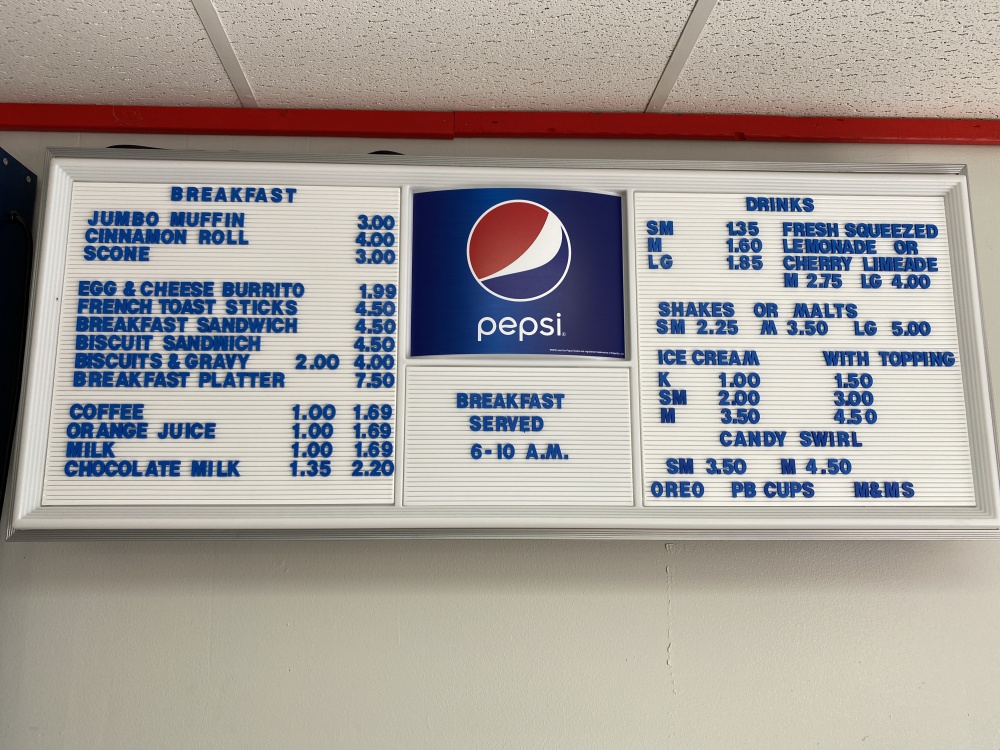 BREAKFAST
JUMBO MUFFIN 3.00
CINNAMON ROLL 4.00
SCONE 3.00
EGG & CHEESE BURRITO 1.99
FRENCH TOAST STICKS 4.50
BREAKFAST SANDWICH 4.50
BISCUIT SANDWICH 4.50
BISCUITS & GRAVY 2.00 4.00
BREAKFAST PLATTER 7.50
COFFEE 1.00 1.69
ORANGE JUICE 1.00 1.69
MILK 1.00 1.69
CHOCOLATE MILK 1.35 2.20
pepsi
BREAKFAST
SERVED
6-10 A.M.
DRINKS
SM 1.35 FRESH SQUEEZED
M 1.60 LEMONADE OR
LG 1.85 CHERRY LIMEADE
M 2.75 LG 4.00
SHAKES OR MALTS
SM 2.25 M 3.50 LG 5.00
ICE CREAM WITH TOPPING
K 1.00 1.50
SM 2.00 3.00
M 3.50 4.50
CANDY SWIRL
SM 3.50 M 4.50
OREO PB CUPS M&MS